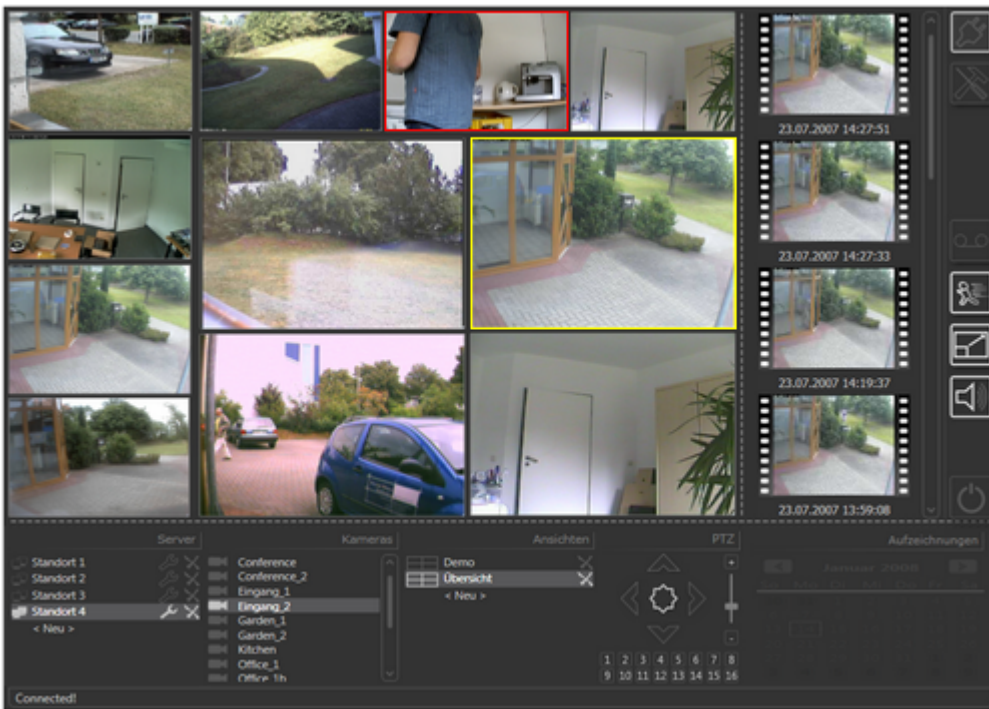 23.07.2007 14:27:51
23.07.2007 14:27:33
23.07.2007 14:19:37
23.07.2007 13:59:08
Server
Standort 1
Standort 2
Standort 3
Standort 4
< Neu >
Kameras
Conference
Conference_2
Eingang_1
Eingang_2
Garden_1
Garden_2
Kitchen
Office_1
Office_1b
Ansichten
Demo
Übersicht
< Neu >
PTZ
+
-
1 2 3 4 5 6 7 8
9 10 11 12 13 14 15 16
Aufzeichnungen
Januar 2008
Connected!